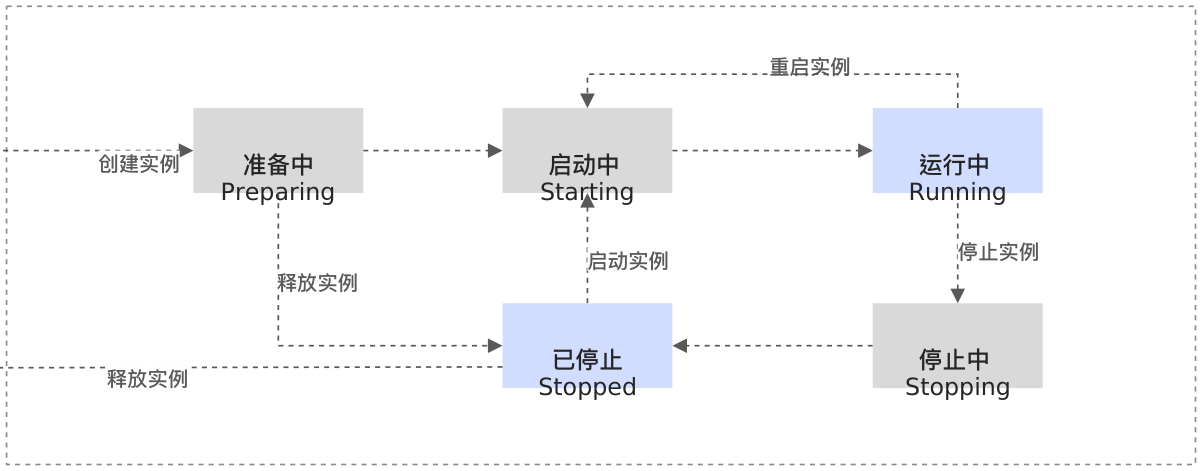 重启实例
创建实例
准备中
Preparing
启动中
Starting
运行中
Running
释放实例
启动实例
停止实例
释放实例
已停止
Stopped
停止中
Stopping